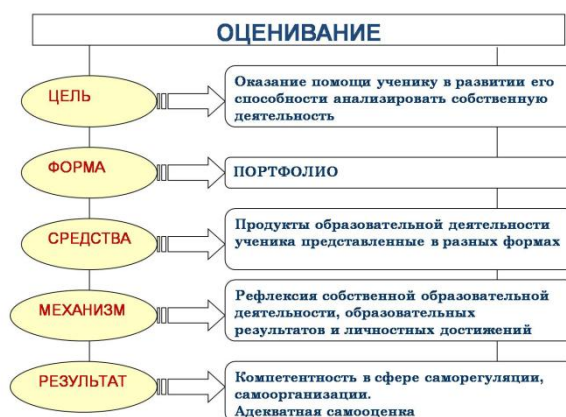 ОЦЕНИВАНИЕ
ЦЕЛЬ
Оказание помощи ученику в развитии его
способности анализировать собственную
деятельность
ФОРМА
ПОРТФОЛИО
СРЕДСТВА
Продукты образовательной деятельности
ученика представленные в разных формах
МЕХАНИЗМ
Рефлексия собственной образовательной
деятельности, образовательных
результатов и личностных достижений
РЕЗУЛЬТАТ
Компетентность в сфере саморегуляции,
самоорганизации.
Адекватная самооценка